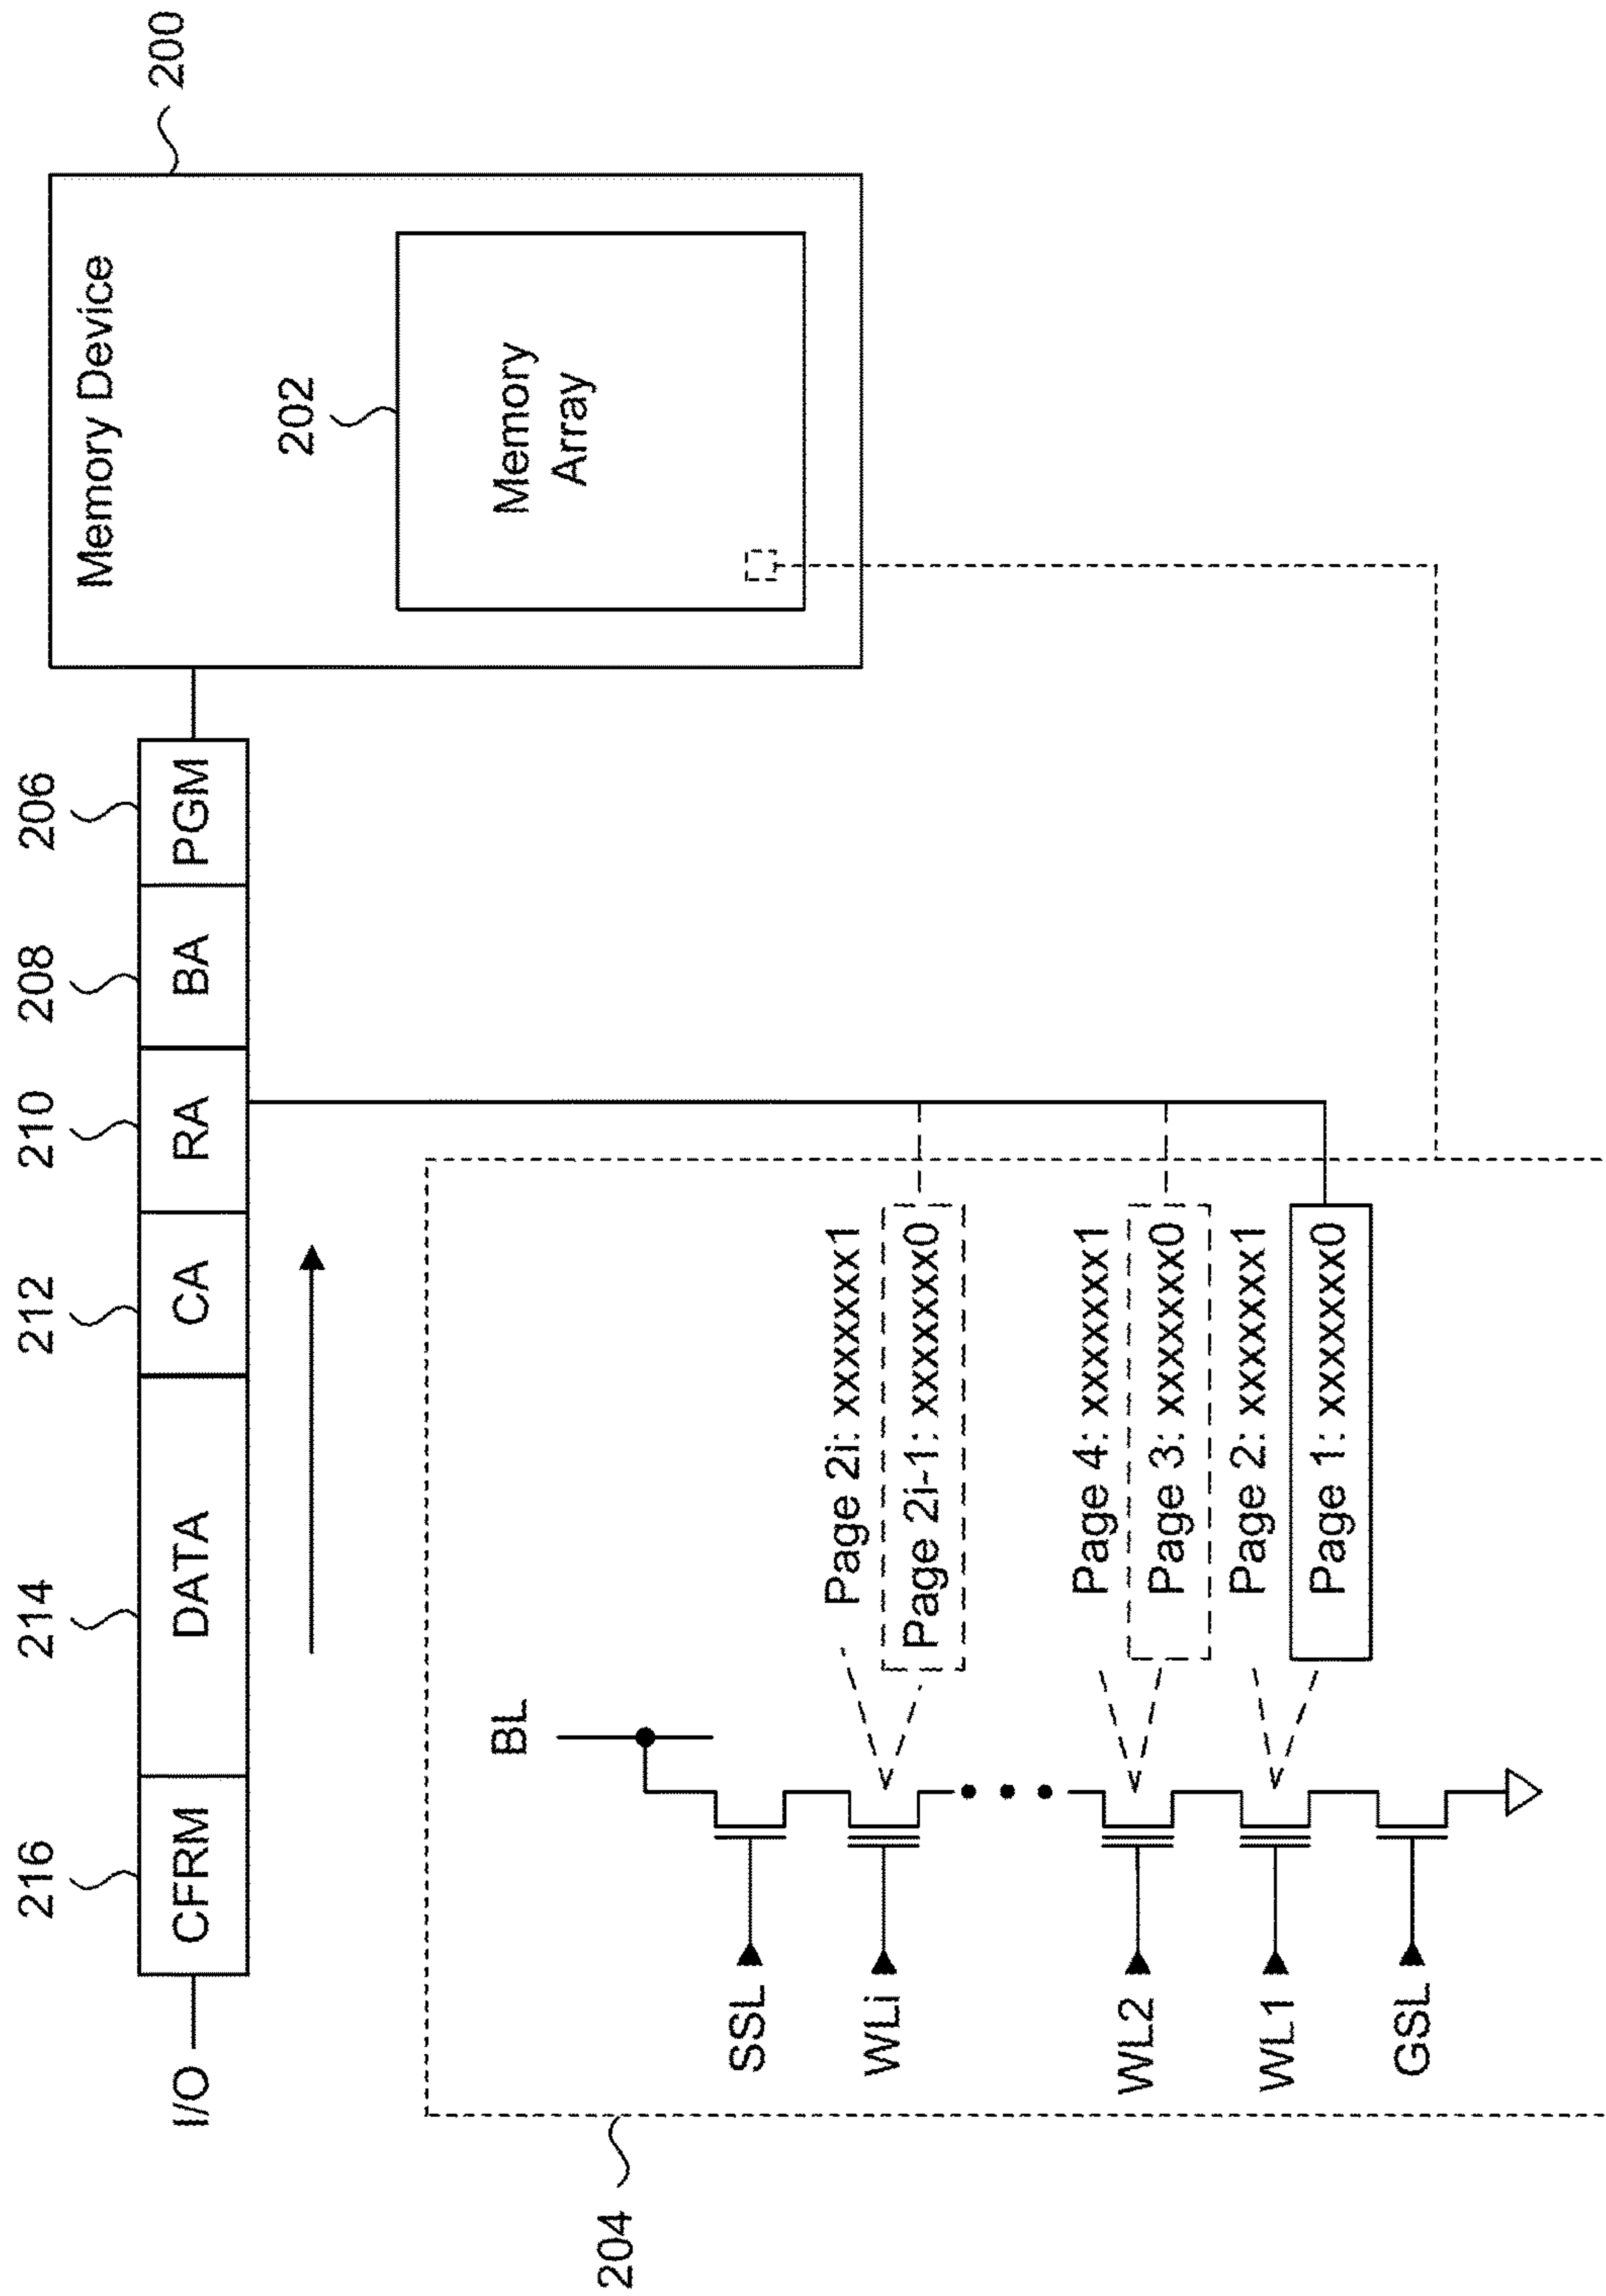 216 214 212 210 208 206
Memory Device
200
I/O CFRM DATA CA RA BA PGM
202
BL
Memory
Array
204
SSL
Page 2i: xxxxxxx1
WLi
Page 2i-1: xxxxxxx0
Page 4: xxxxxxx1
WL2
Page 3: xxxxxxx0
Page 2: xxxxxxx1
WL1
Page 1: xxxxxxx0
GSL